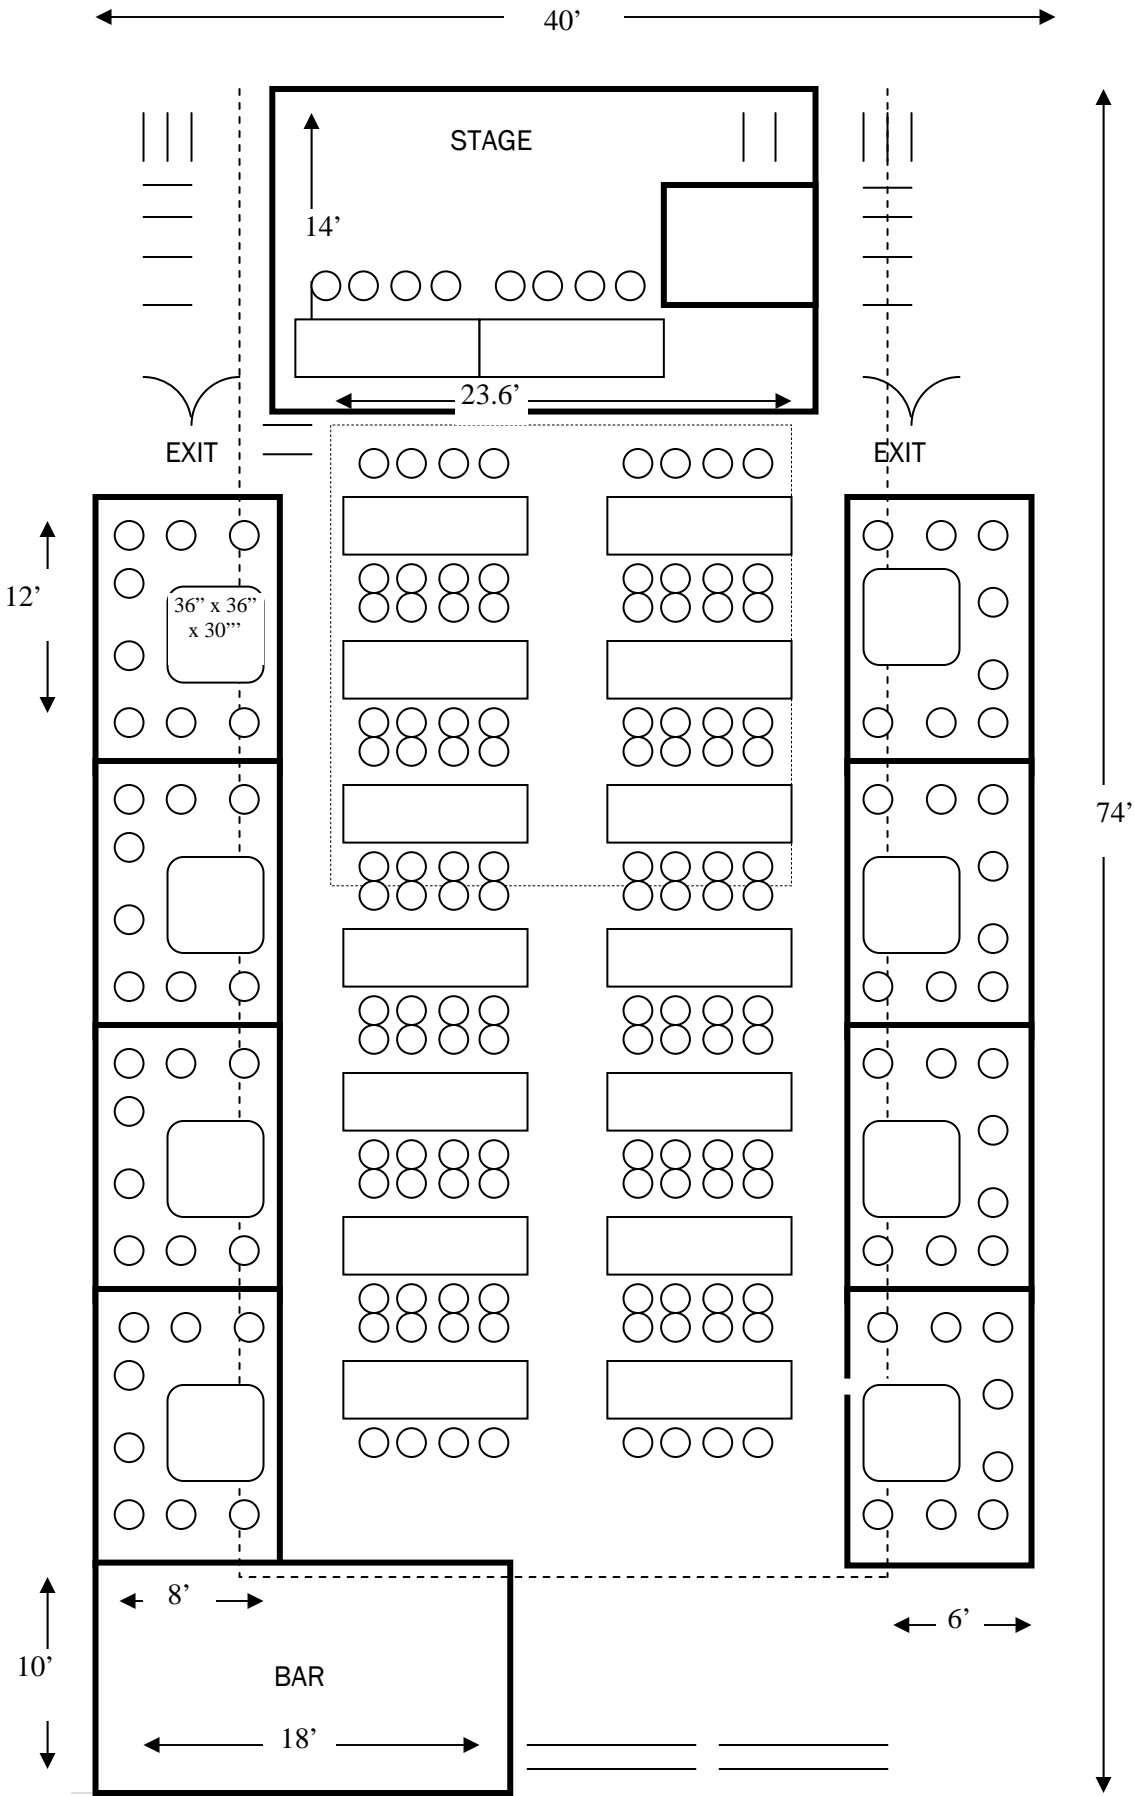 40’
STAGE
14’
23.6’
EXIT
EXIT
12’
36” x 36”
x 30”’
74’
8’
6’
10’
BAR
18’